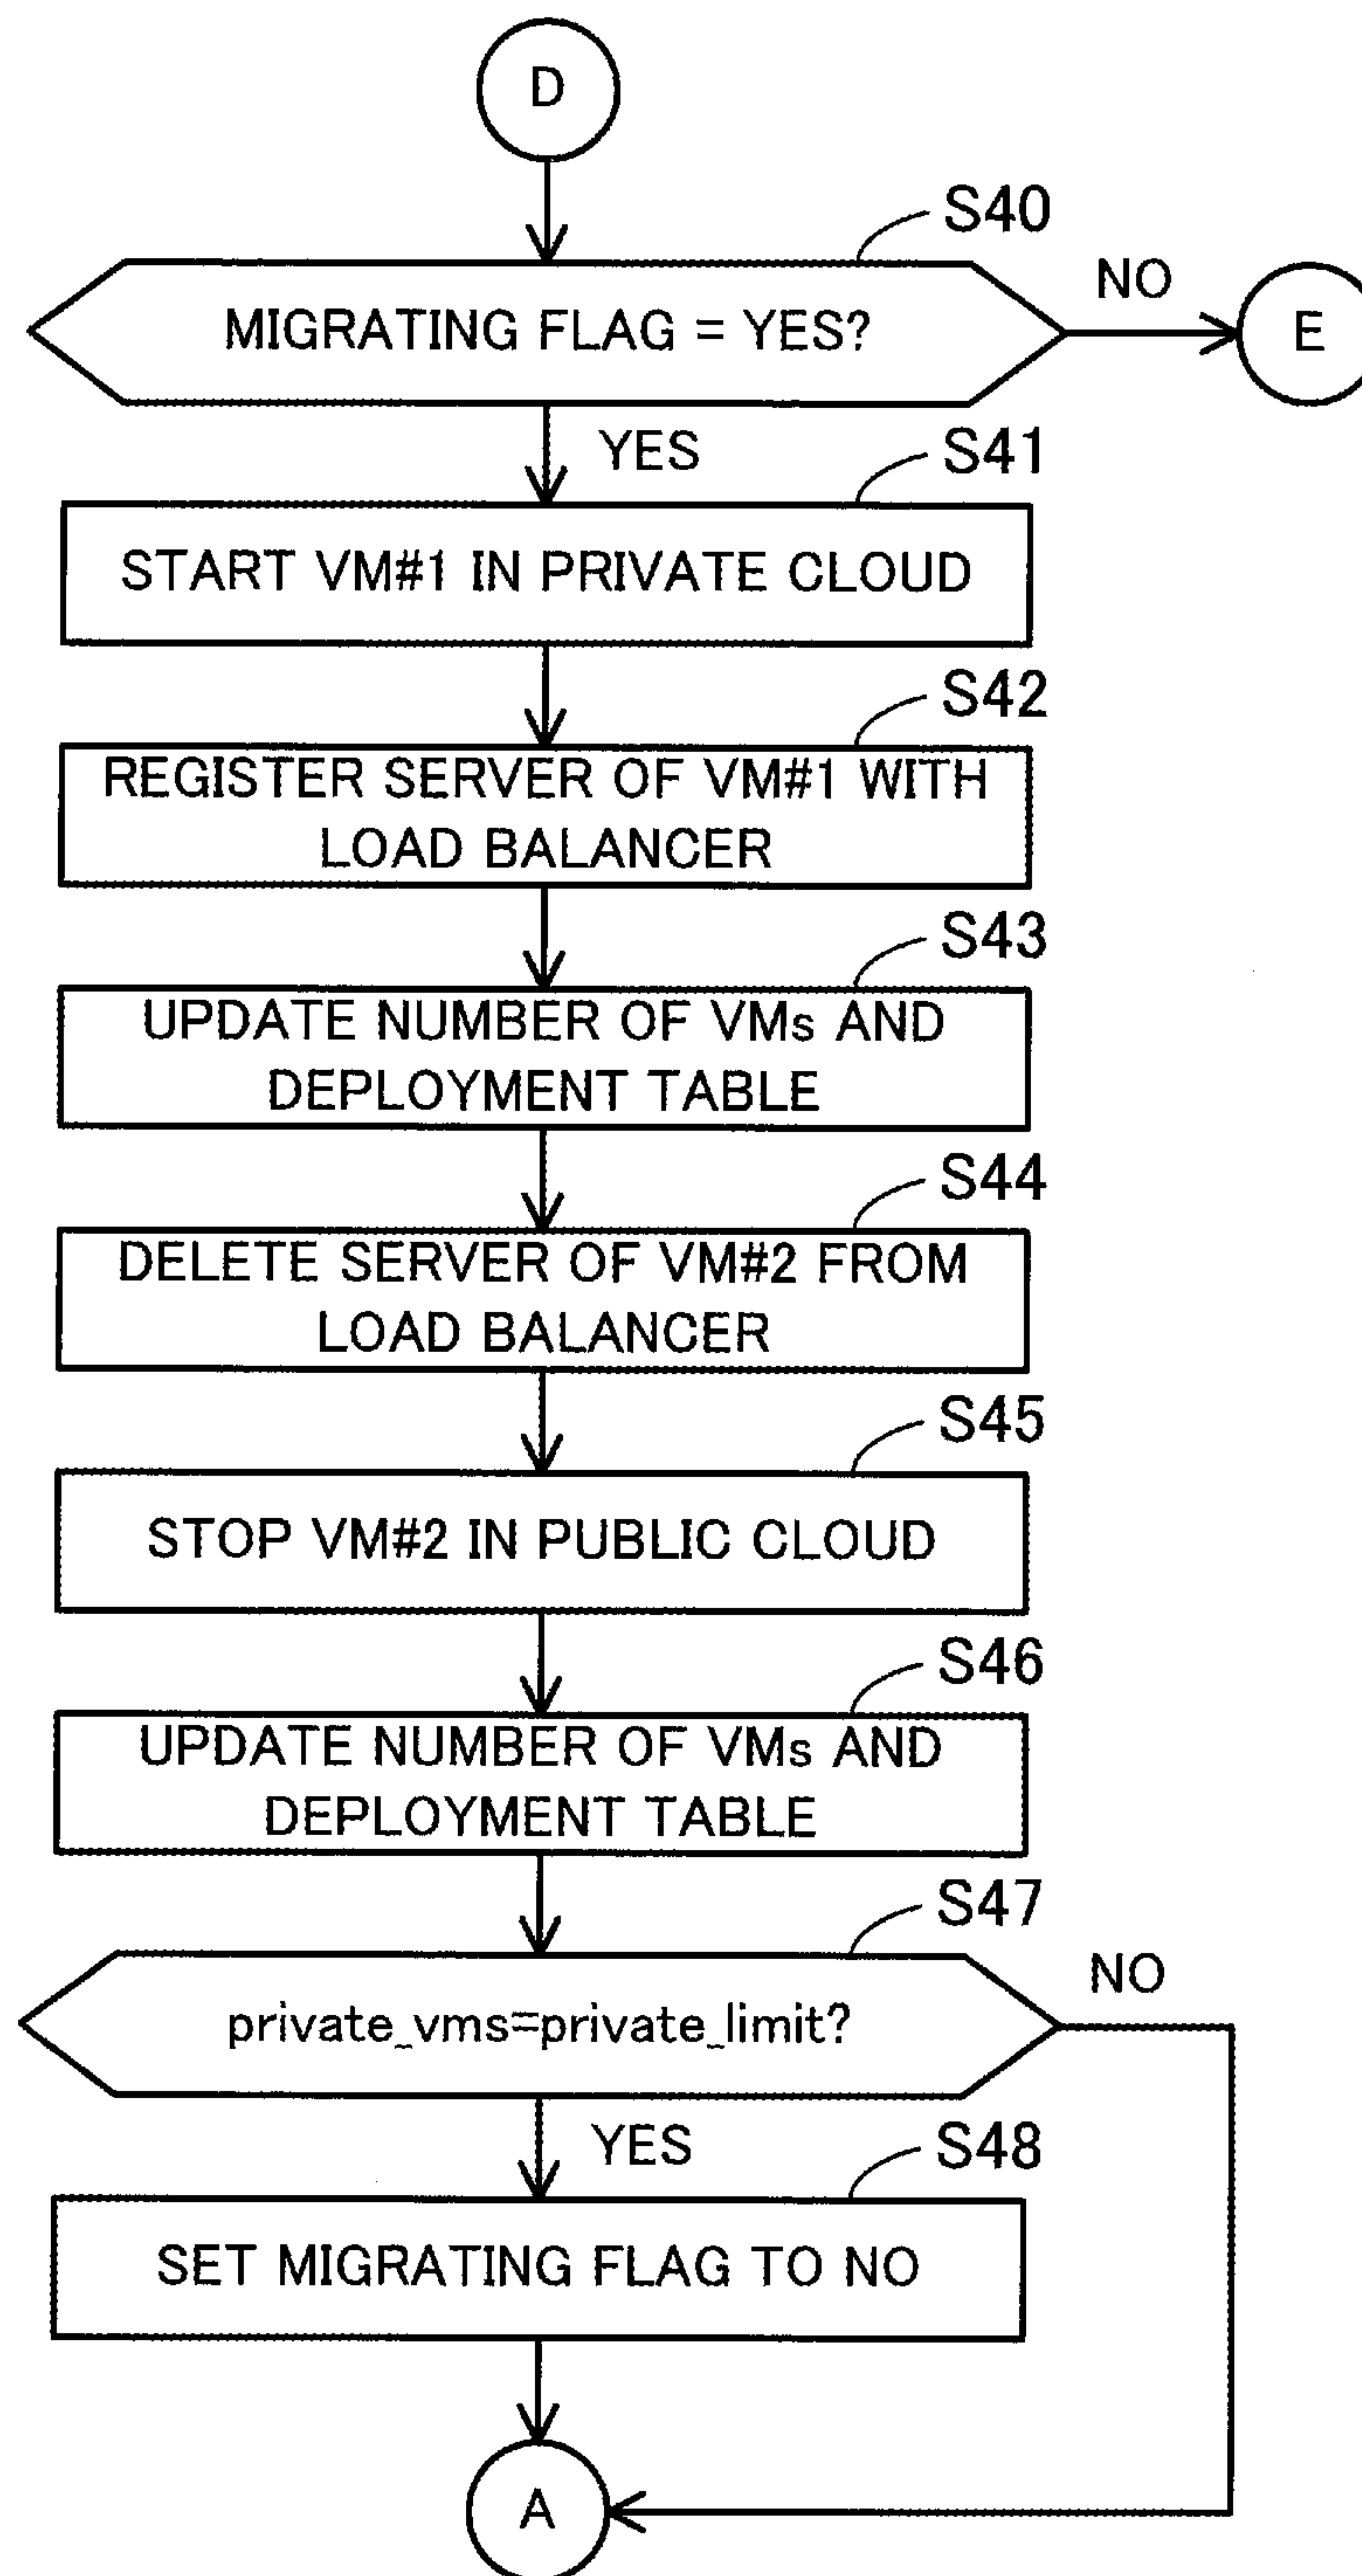 D
S40
MIGRATING FLAG = YES?
NO
E
YES
S41
START VM#1 IN PRIVATE CLOUD
S42
REGISTER SERVER OF VM#1 WITH
LOAD BALANCER
S43
UPDATE NUMBER OF VMs AND
DEPLOYMENT TABLE
S44
DELETE SERVER OF VM#2 FROM
LOAD BALANCER
S45
STOP VM#2 IN PUBLIC CLOUD
S46
UPDATE NUMBER OF VMs AND
DEPLOYMENT TABLE
S47
private_vms=private_limit?
NO
YES
S48
SET MIGRATING FLAG TO NO
A